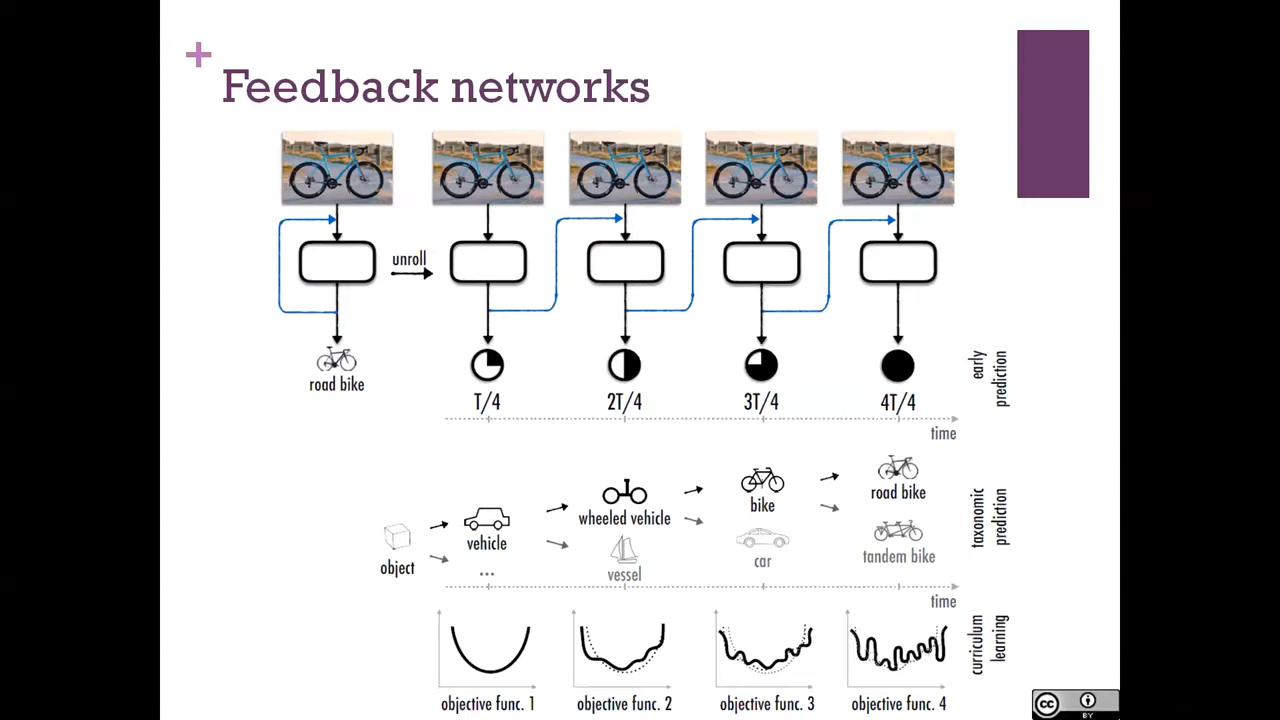 +
Feedback networks
unroll
road bike
T/4
2T/4
3T/4
4T/4
early
prediction
time
object
vehicle
...
wheeled vehicle
vessel
bike
car
road bike
tandem bike
taxonomic
prediction
time
objective func. 1
objective func. 2
objective func. 3
objective func. 4
curriculum
learning
cc
BY